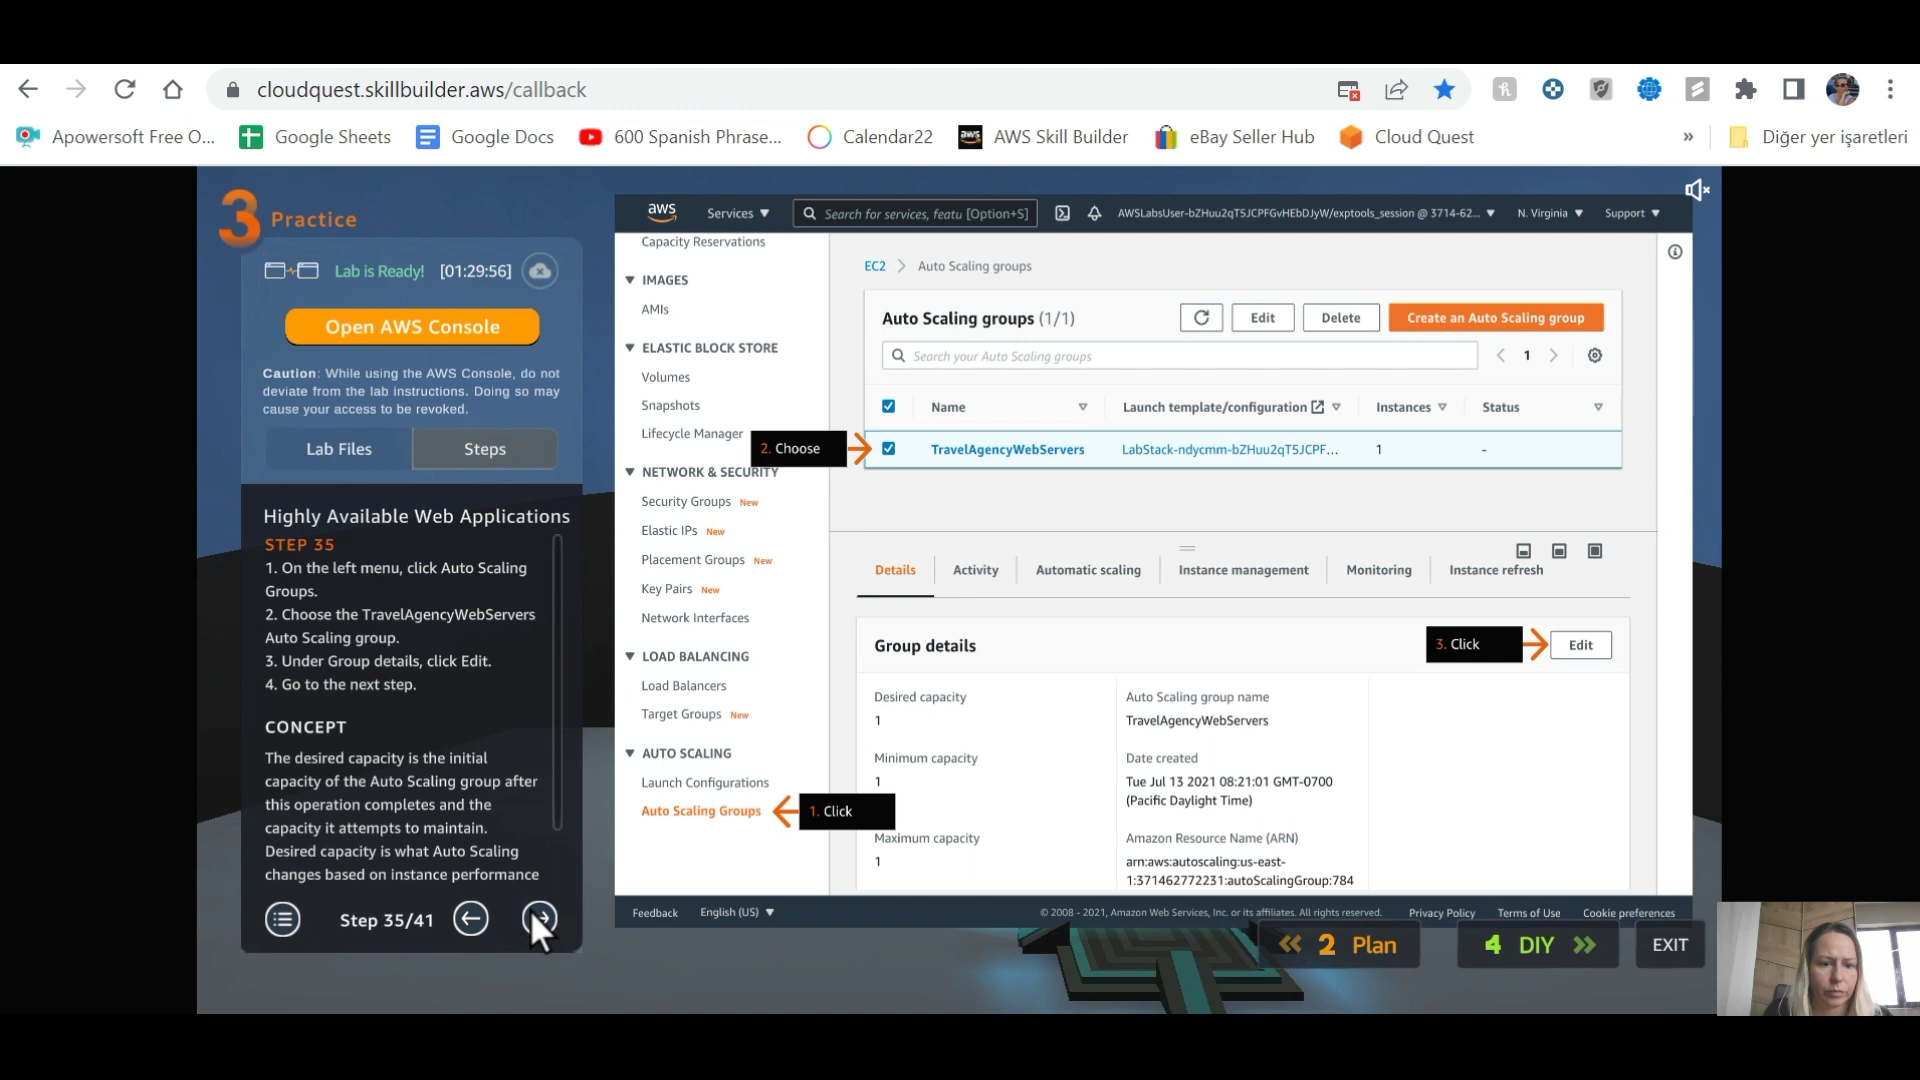 cloudquest.skillbuilder.aws/callback
Apowersoft Free O...
Google Sheets
Google Docs
600 Spanish Phrase...
Calendar22
AWS Skill Builder
eBay Seller Hub
Cloud Quest
»
Diğer yer işaretleri
3 Practice
Lab is Ready! [01:29:56]
Open AWS Console
Caution: While using the AWS Console, do not
deviate from the lab instructions. Doing so may
cause your access to be revoked.
Lab Files
Steps
Highly Available Web Applications
STEP 35
1. On the left menu, click Auto Scaling
Groups.
2. Choose the TravelAgencyWebServers
Auto Scaling group.
3. Under Group details, click Edit.
4. Go to the next step.
CONCEPT
The desired capacity is the initial
capacity of the Auto Scaling group after
this operation completes and the
capacity it attempts to maintain.
Desired capacity is what Auto Scaling
changes based on instance performance
Step 35/41
aws
Services
Search for services, featu [Option+S]
AWSLabsUser-bZHuu2qT5JCPFGvHEbDJyW/exptools_session @ 3714-62...
N. Virginia
Support
Capacity Reservations
IMAGES
AMIs
ELASTIC BLOCK STORE
Volumes
Snapshots
Lifecycle Manager
NETWORK & SECURITY
Security Groups New
Elastic IPs New
Placement Groups New
Key Pairs New
Network Interfaces
LOAD BALANCING
Load Balancers
Target Groups New
AUTO SCALING
Launch Configurations
Auto Scaling Groups
1. Click
EC2 > Auto Scaling groups
Auto Scaling groups (1/1)
Edit
Delete
Create an Auto Scaling group
Search your Auto Scaling groups
1
Name
Launch template/configuration
Instances
Status
2. Choose
TravelAgencyWebServers
LabStack-ndycmm-bZHuu2qT5JCPF...
1
-
Details
Activity
Automatic scaling
Instance management
Monitoring
Instance refresh
Group details
3. Click
Edit
Desired capacity
1
Minimum capacity
1
Maximum capacity
1
Auto Scaling group name
TravelAgencyWebServers
Date created
Tue Jul 13 2021 08:21:01 GMT-0700
(Pacific Daylight Time)
Amazon Resource Name (ARN)
arn:aws:autoscaling:us-east-
1:371462772231:autoScalingGroup:784
Feedback
English (US)
© 2008 - 2021, Amazon Web Services, Inc. or its affiliates. All rights reserved.
Privacy Policy
Terms of Use
Cookie preferences
2 Plan
4 DIY
EXIT